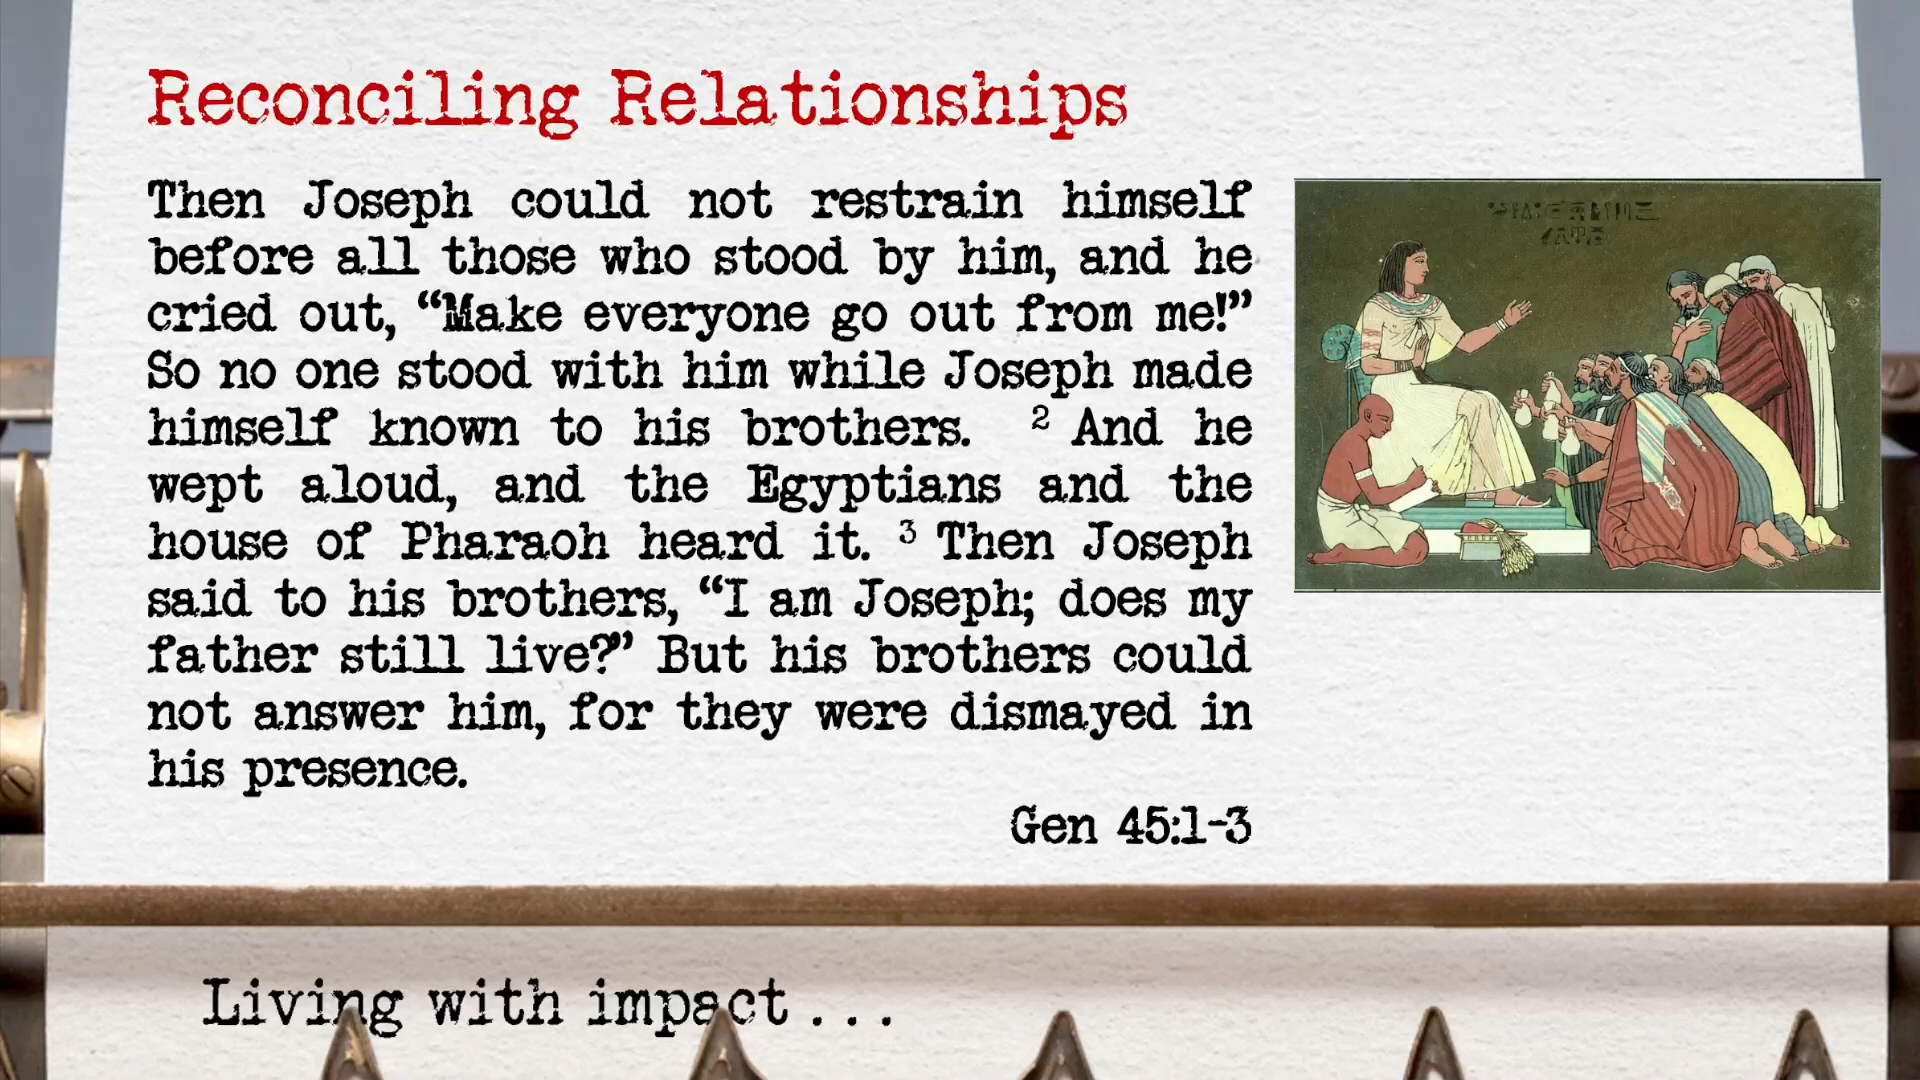 Reconciling Relationships
Then Joseph could not restrain himself
before all those who stood by him, and he
cried out, “Make everyone go out from me!”
So no one stood with him while Joseph made
himself known to his brothers. ² And he
wept aloud, and the Egyptians and the
house of Pharaoh heard it. ³ Then Joseph
said to his brothers, “I am Joseph; does my
father still live?” But his brothers could
not answer him, for they were dismayed in
his presence.
Gen 45:1-3
Living with impact . . .